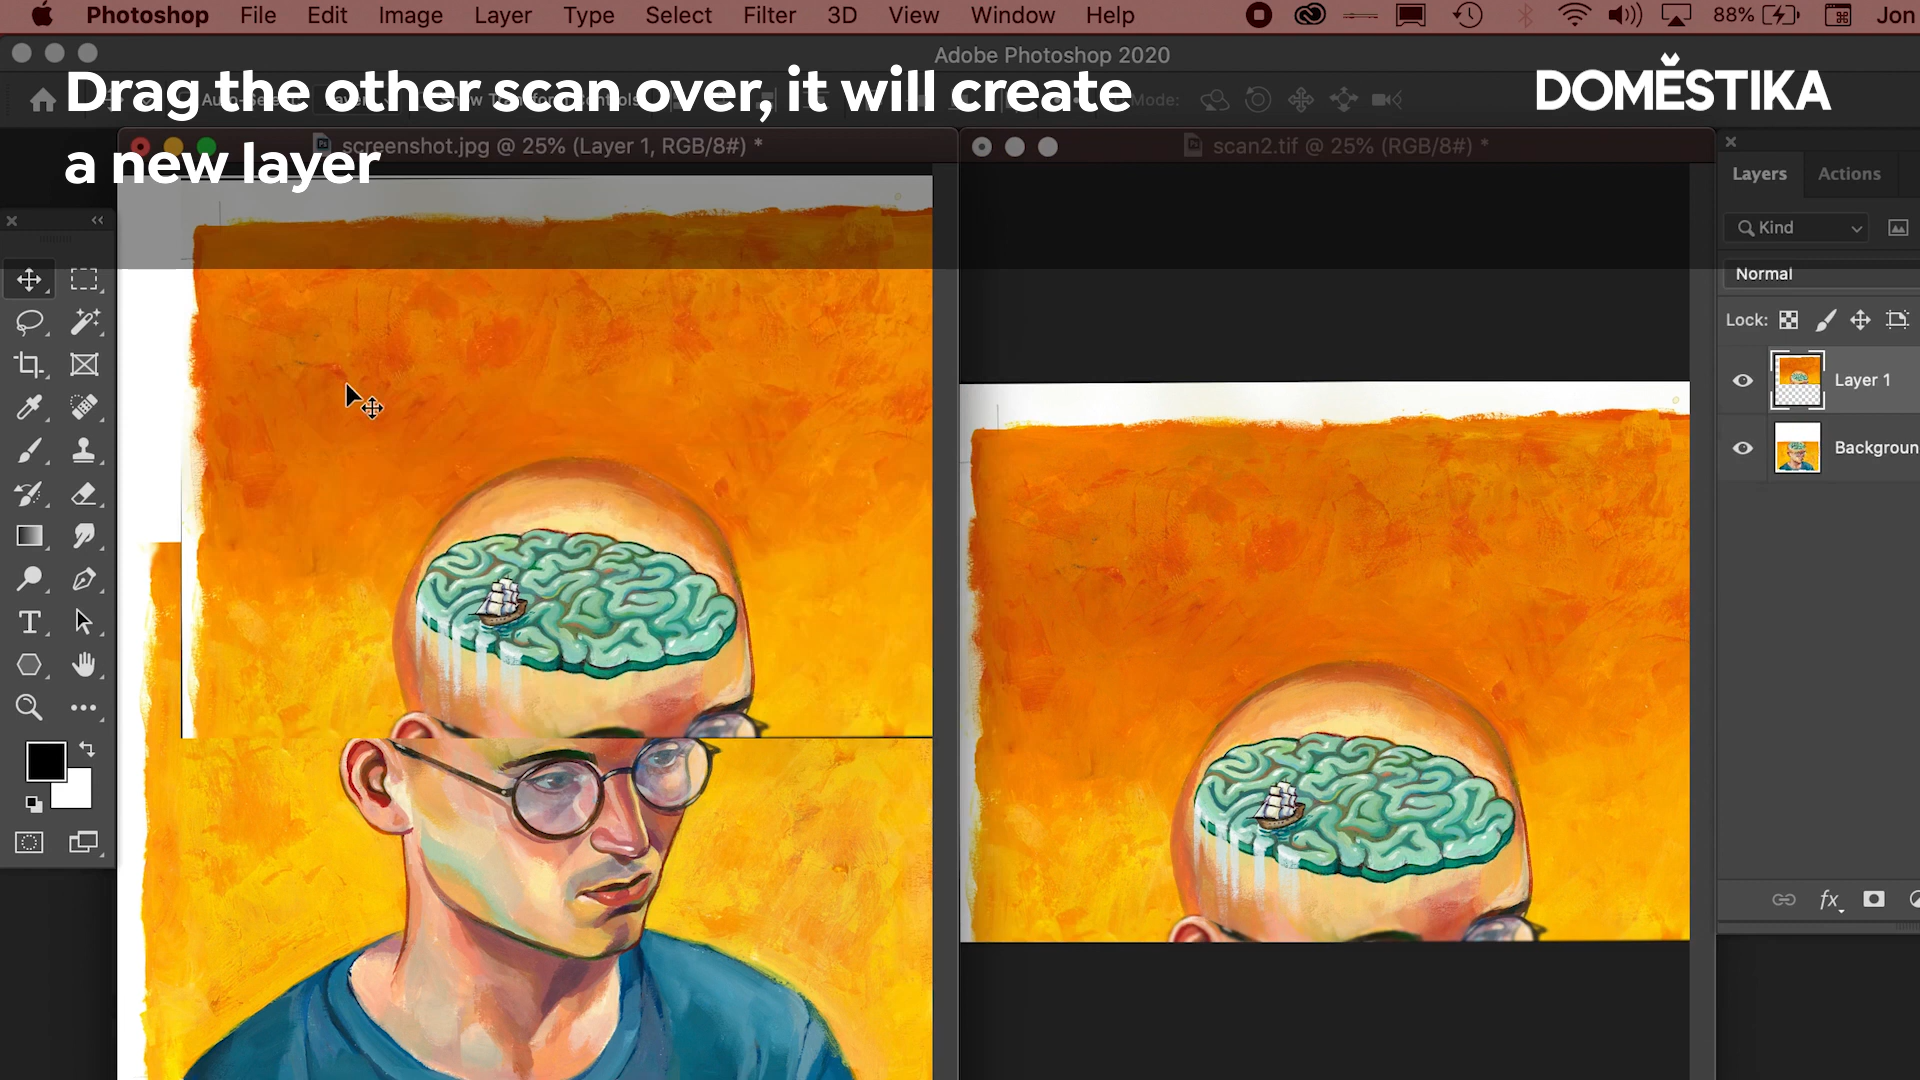 Photoshop File Edit Image Layer Type Select Filter 3D View Window Help 88% Jon
Adobe Photoshop 2020
Drag the other scan over, it will create
a new layer
DOMESTIKA
Mode:
screenshot.jpg @ 25% (Layer 1, RGB/8#) *
scan2.tif @ 25% (RGB/8#) *
Layers Actions
Kind
Normal
Lock:
Layer 1
Backgroun
T
fx